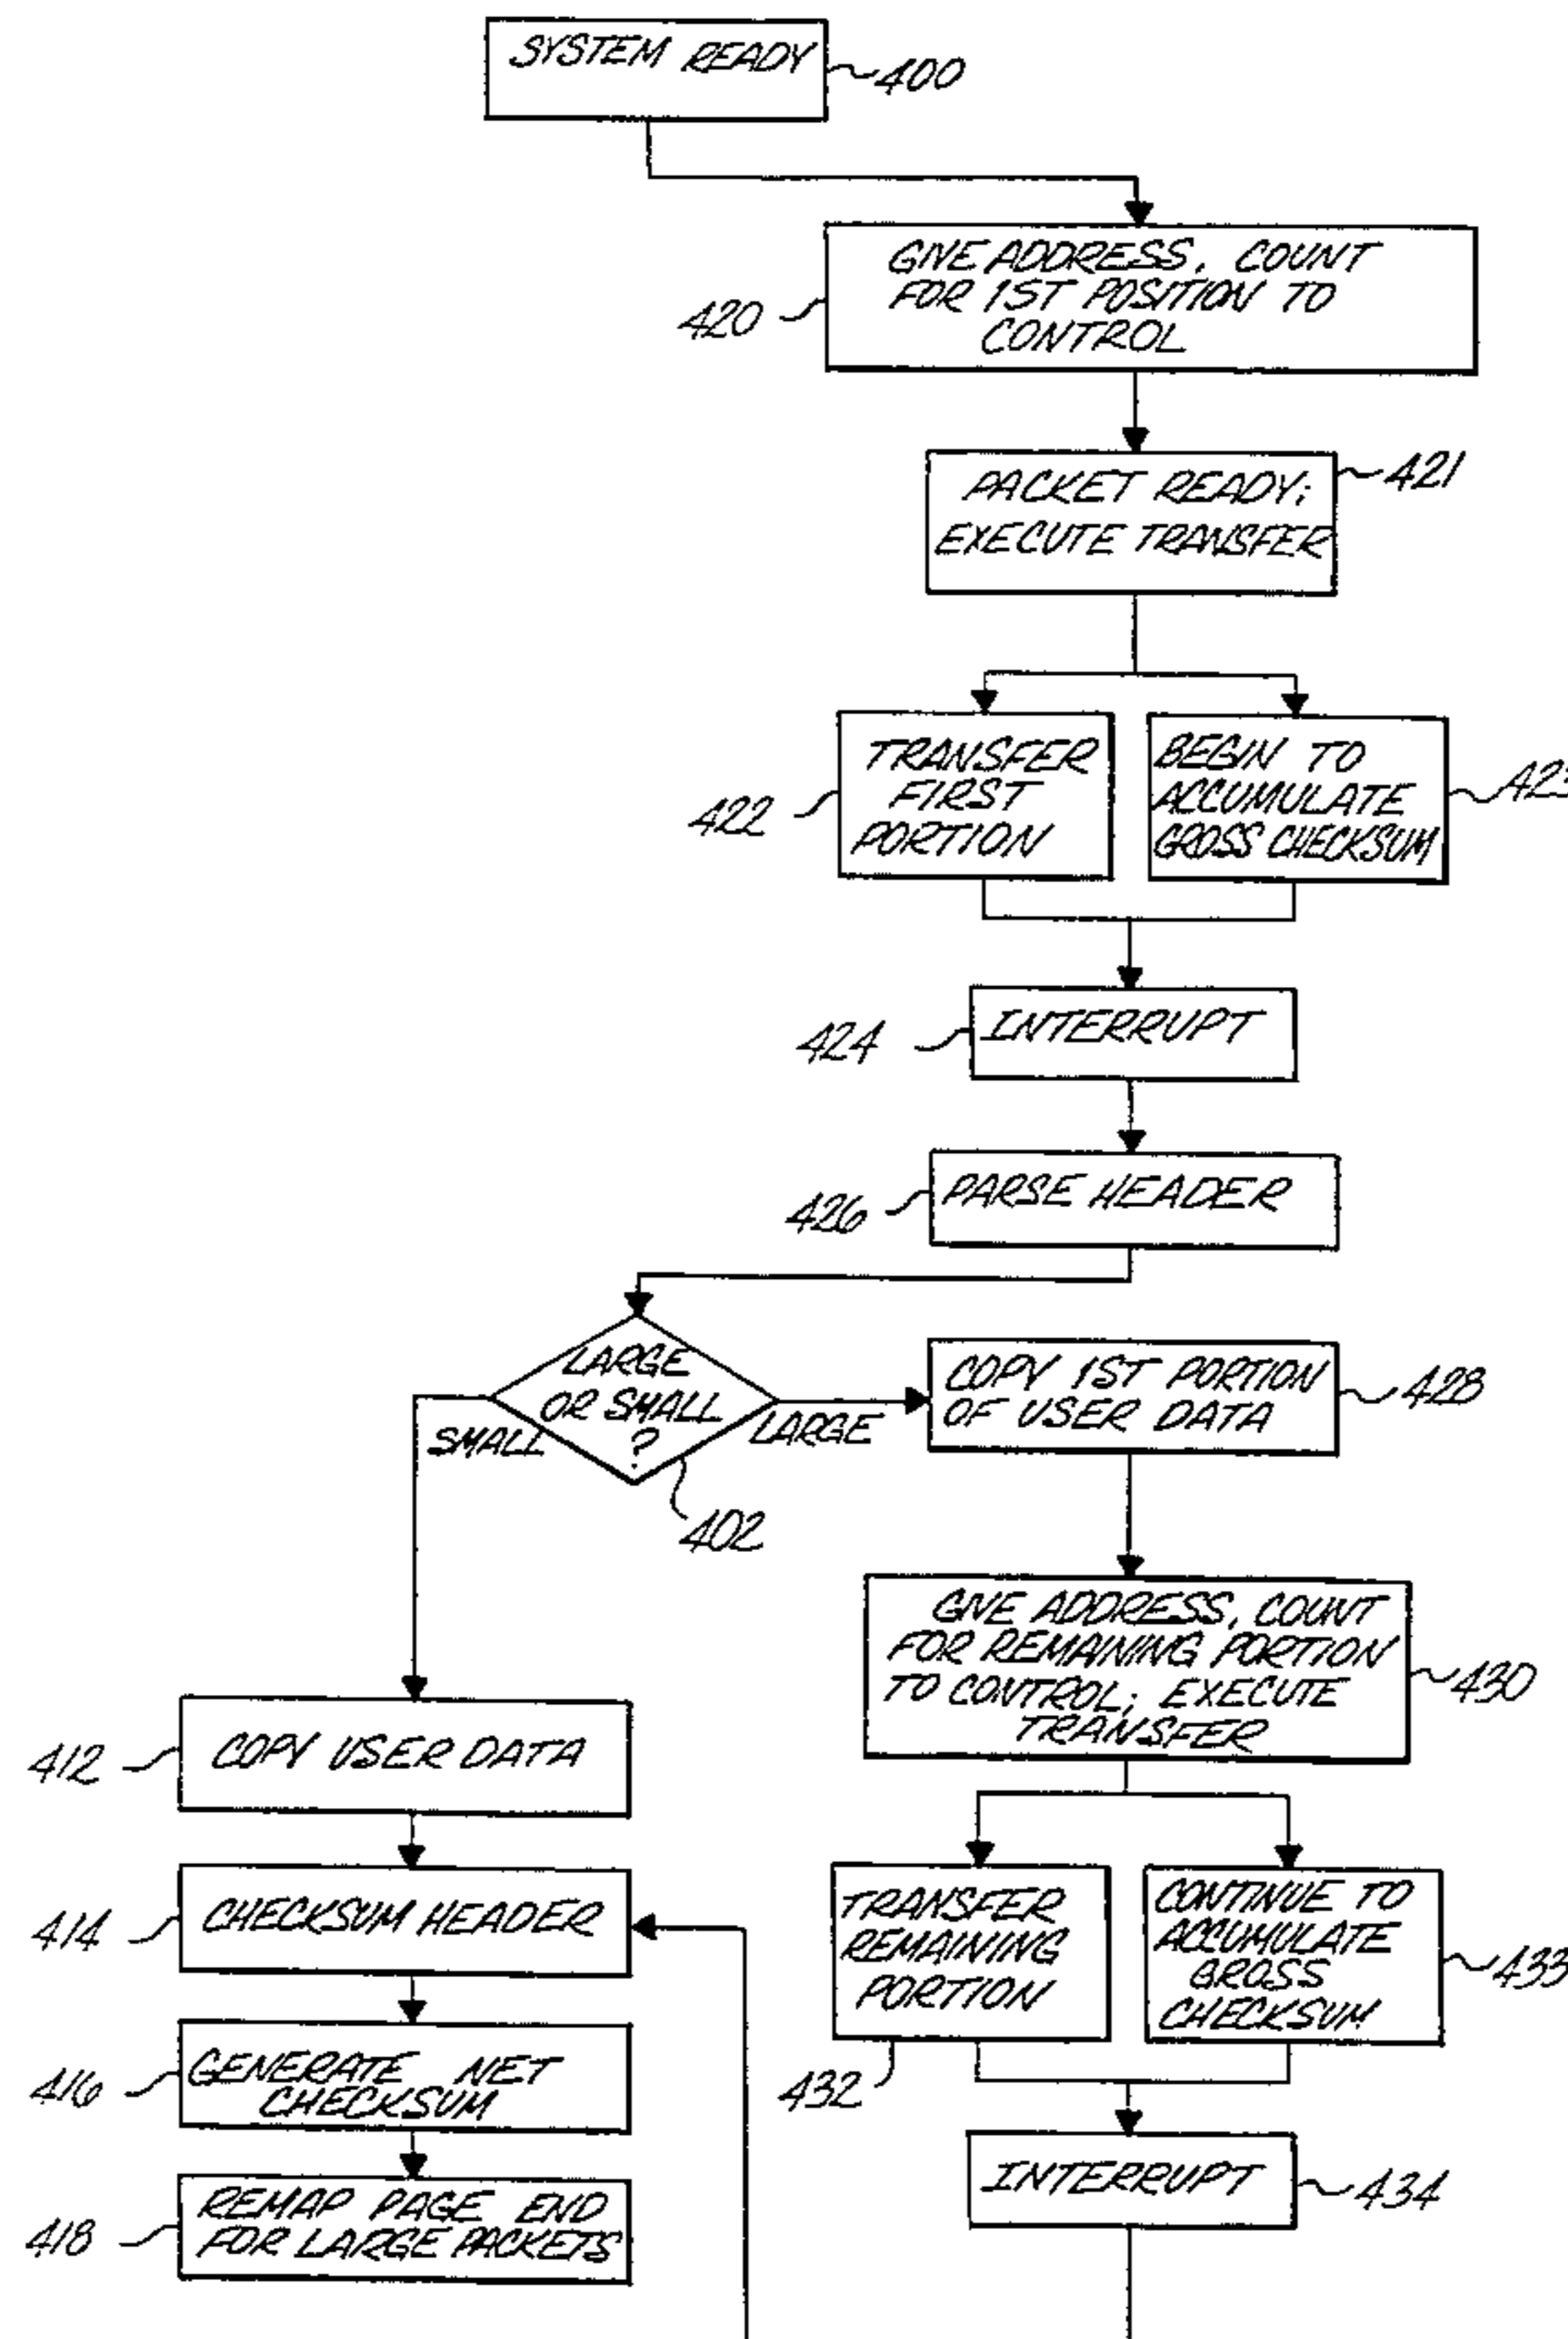 SYSTEM READY
400
GIVE ADDRESS, COUNT
FOR 1ST POSITION TO
CONTROL
420
PACKET READY;
EXECUTE TRANSFER
421
TRANSFER
FIRST
PORTION
422
BEGIN TO
ACCUMULATE
GROSS CHECKSUM
INTERRUPT
424
PARSE HEADER
426
LARGE
OR SMALL
?
SMALL
LARGE
402
COPY 1ST PORTION
OF USER DATA
428
GIVE ADDRESS, COUNT
FOR REMAINING PORTION
TO CONTROL; EXECUTE
TRANSFER
430
COPY USER DATA
412
CHECKSUM HEADER
414
GENERATE NET
CHECKSUM
416
REMAP PAGE END
FOR LARGE PACKETS
418
TRANSFER
REMAINING
PORTION
432
CONTINUE TO
ACCUMULATE
GROSS
CHECKSUM
433
INTERRUPT
434